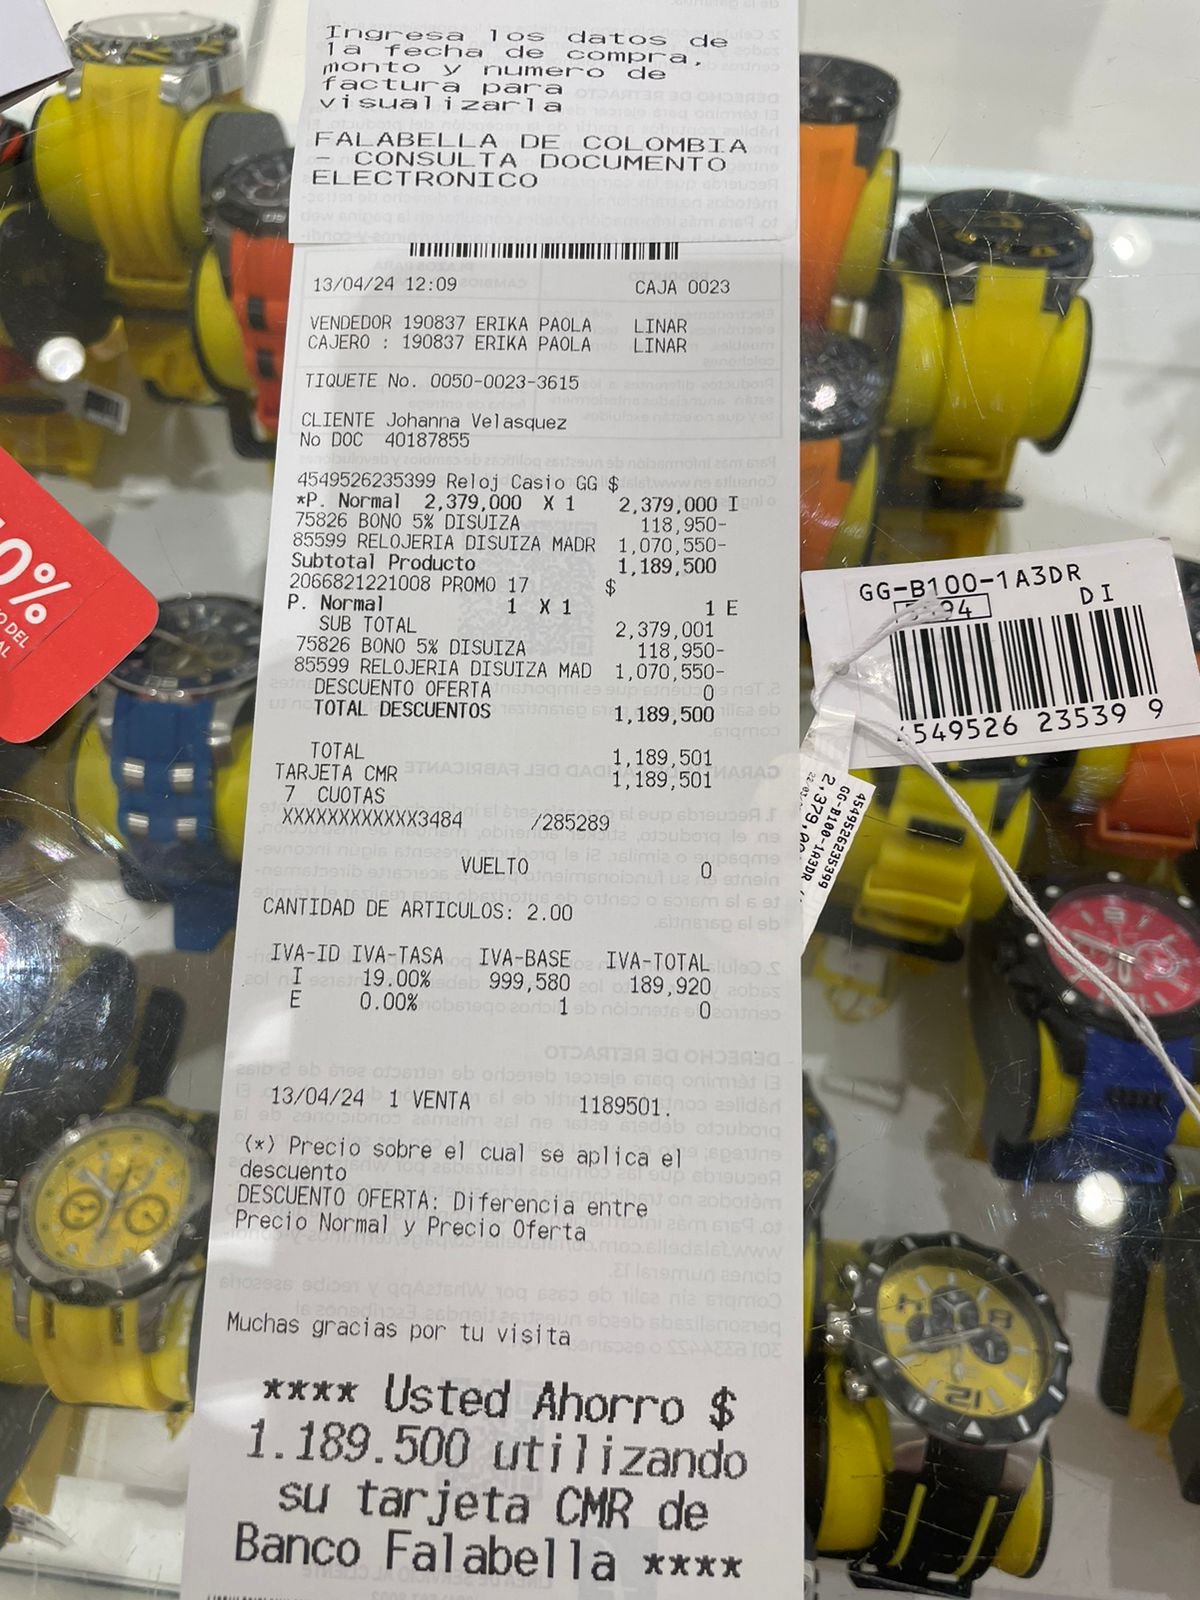 Ingresa los datos de
la fecha de compra,
monto y numero de
factura para
visualizarla
FALABELLA DE COLOMBIA
- CONSULTA DOCUMENTO
ELECTRONICO
13/04/24 12:09 CAJA 0023
VENDEDOR 190837 ERIKA PAOLA LINAR
CAJERO : 190837 ERIKA PAOLA LINAR
TIQUETE No. 0050-0023-3615
CLIENTE Johanna Velasquez
No DOC 40187855
4549526235399 Reloj Casio GG $
*P. Normal 2,379,000 X 1 2,379,000 I
75826 BONO 5% DISUIZA 118,950-
85599 RELOJERIA DISUIZA MADR 1,070,550-
Subtotal Producto 1,189,500
2066821221008 PROMO 17 $
P. Normal 1 X 1 1 E
SUB TOTAL 2,379,001
75826 BONO 5% DISUIZA 118,950-
85599 RELOJERIA DISUIZA MAD 1,070,550-
DESCUENTO OFERTA 0
TOTAL DESCUENTOS 1,189,500
TOTAL 1,189,501
TARJETA CMR 1,189,501
7 CUOTAS
XXXXXXXXXXXX3484 /285289
VUELTO 0
CANTIDAD DE ARTICULOS: 2.00
IVA-ID IVA-TASA IVA-BASE IVA-TOTAL
I 19.00% 999,580 189,920
E 0.00% 1 0
13/04/24 1 VENTA 1189501.
(*) Precio sobre el cual se aplica el
descuento
DESCUENTO OFERTA: Diferencia entre
Precio Normal y Precio Oferta
Muchas gracias por tu visita
**** Usted Ahorro $
1.189.500 utilizando
su tarjeta CMR de
Banco Falabella ****
GG-B100-1A3DR
DI
4549526 23539 9
4549526235399
GG-B100-1A3DR
0%
O DEL
AL